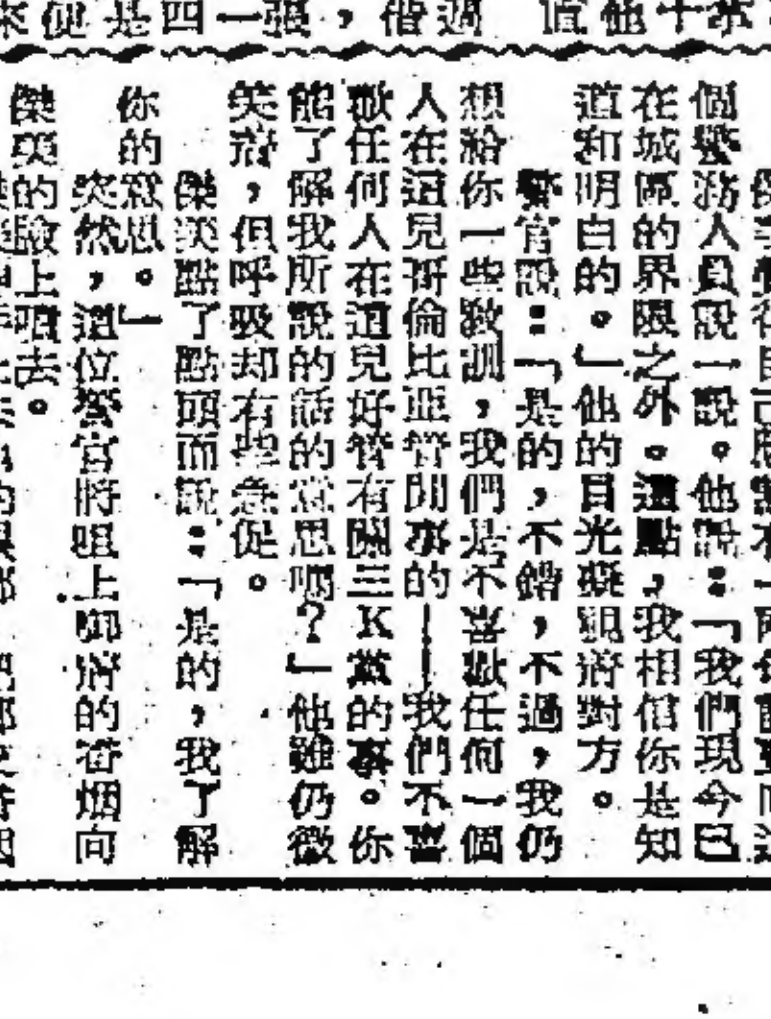 個警務人員說一說。他說：「我們現今已
在城區的界限之外。這點，我相信你是知
道和明白的。」他的目光凝視着對方。
警官說：「是的，不錯，不過，我仍
想給你一些教訓，我們是不喜歡任何一個
人在這兒哥倫比亞管閒事的——我們不喜
歡任何人在這兒好管有關三K黨的事。你
能了解我所說的話的意思嗎？」他雖仍微
笑着，但呼吸却有些急促。
傑美點了點頭而說：「是的，我了解
你的意思。」
突然，這位警官將咀上啣着的香烟向
傑美的臉上噴去。